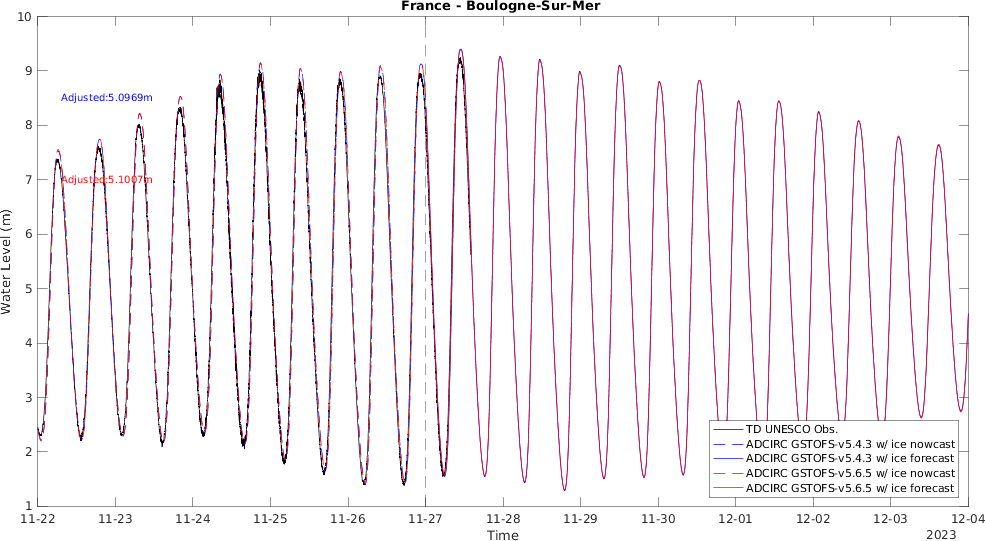 France - Boulogne-Sur-Mer
10
9
8
7
6
5
4
3
2
1
Water Level (m)
Adjusted:5.0969m
Adjusted:5.1007m
TD UNESCO Obs.
ADCIRC GSTOFS-v5.4.3 w/ ice nowcast
ADCIRC GSTOFS-v5.4.3 w/ ice forecast
ADCIRC GSTOFS-v5.6.5 w/ ice nowcast
ADCIRC GSTOFS-v5.6.5 w/ ice forecast
11-22 11-23 11-24 11-25 11-26 11-27 11-28 11-29 11-30 12-01 12-02 12-03 12-04
Time
2023